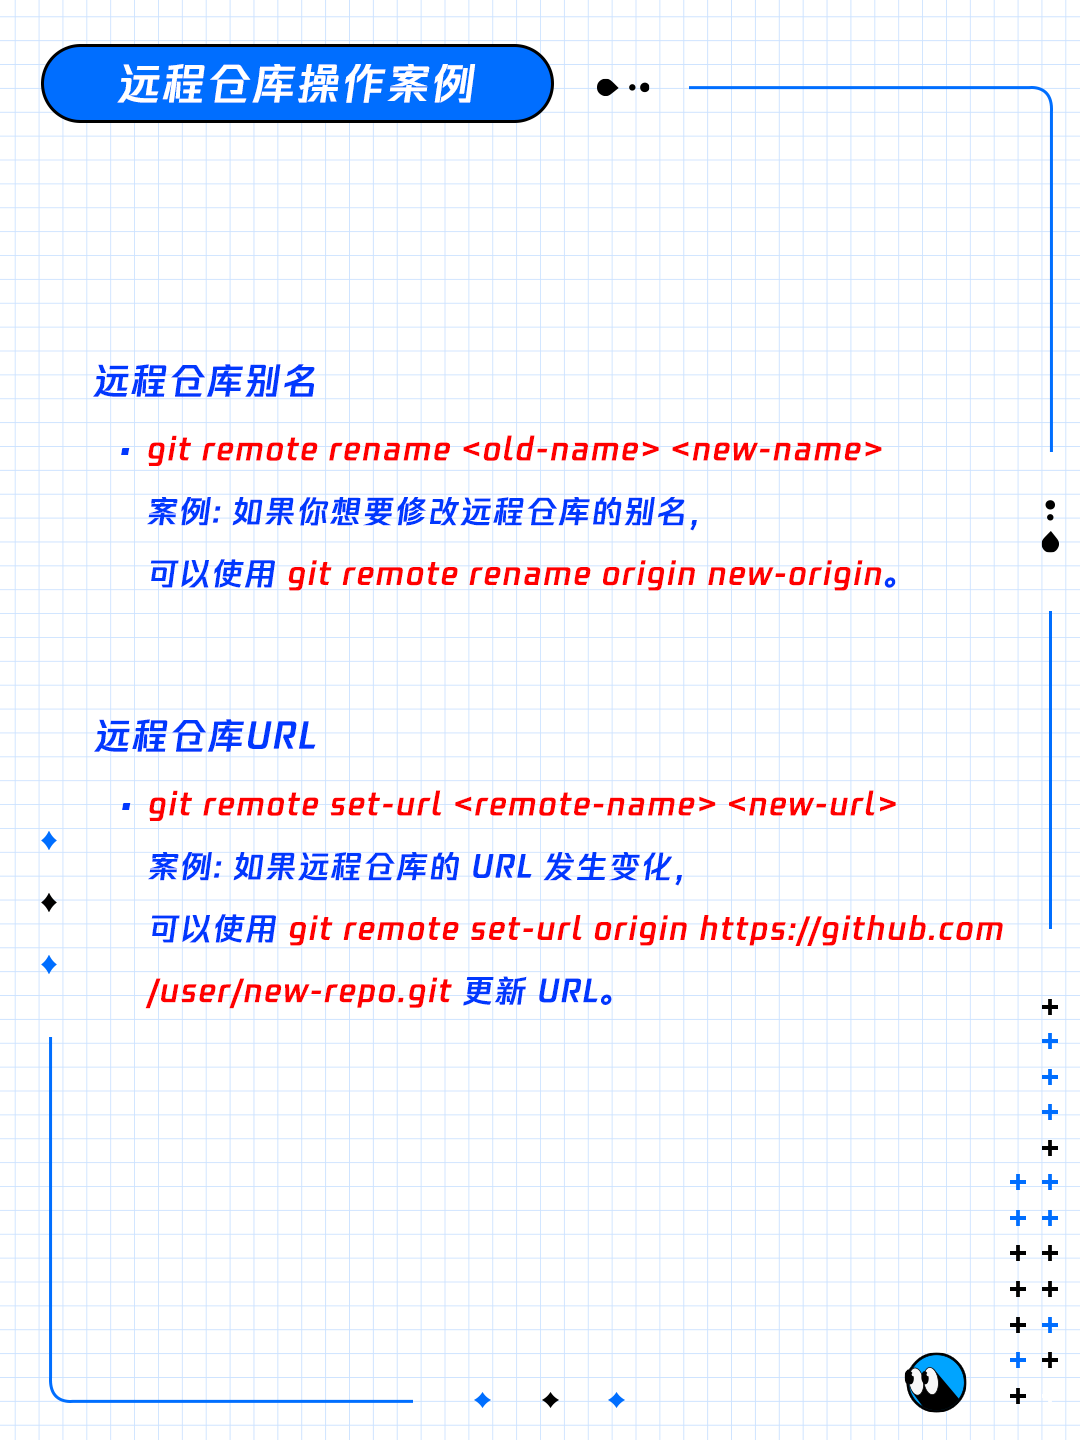 远程仓库操作案例
远程仓库别名
· git remote rename <old-name> <new-name>
案例: 如果你想要修改远程仓库的别名,
可以使用 git remote rename origin new-origin。
远程仓库URL
· git remote set-url <remote-name> <new-url>
案例: 如果远程仓库的 URL 发生变化,
可以使用 git remote set-url origin https://github.com
/user/new-repo.git 更新 URL。